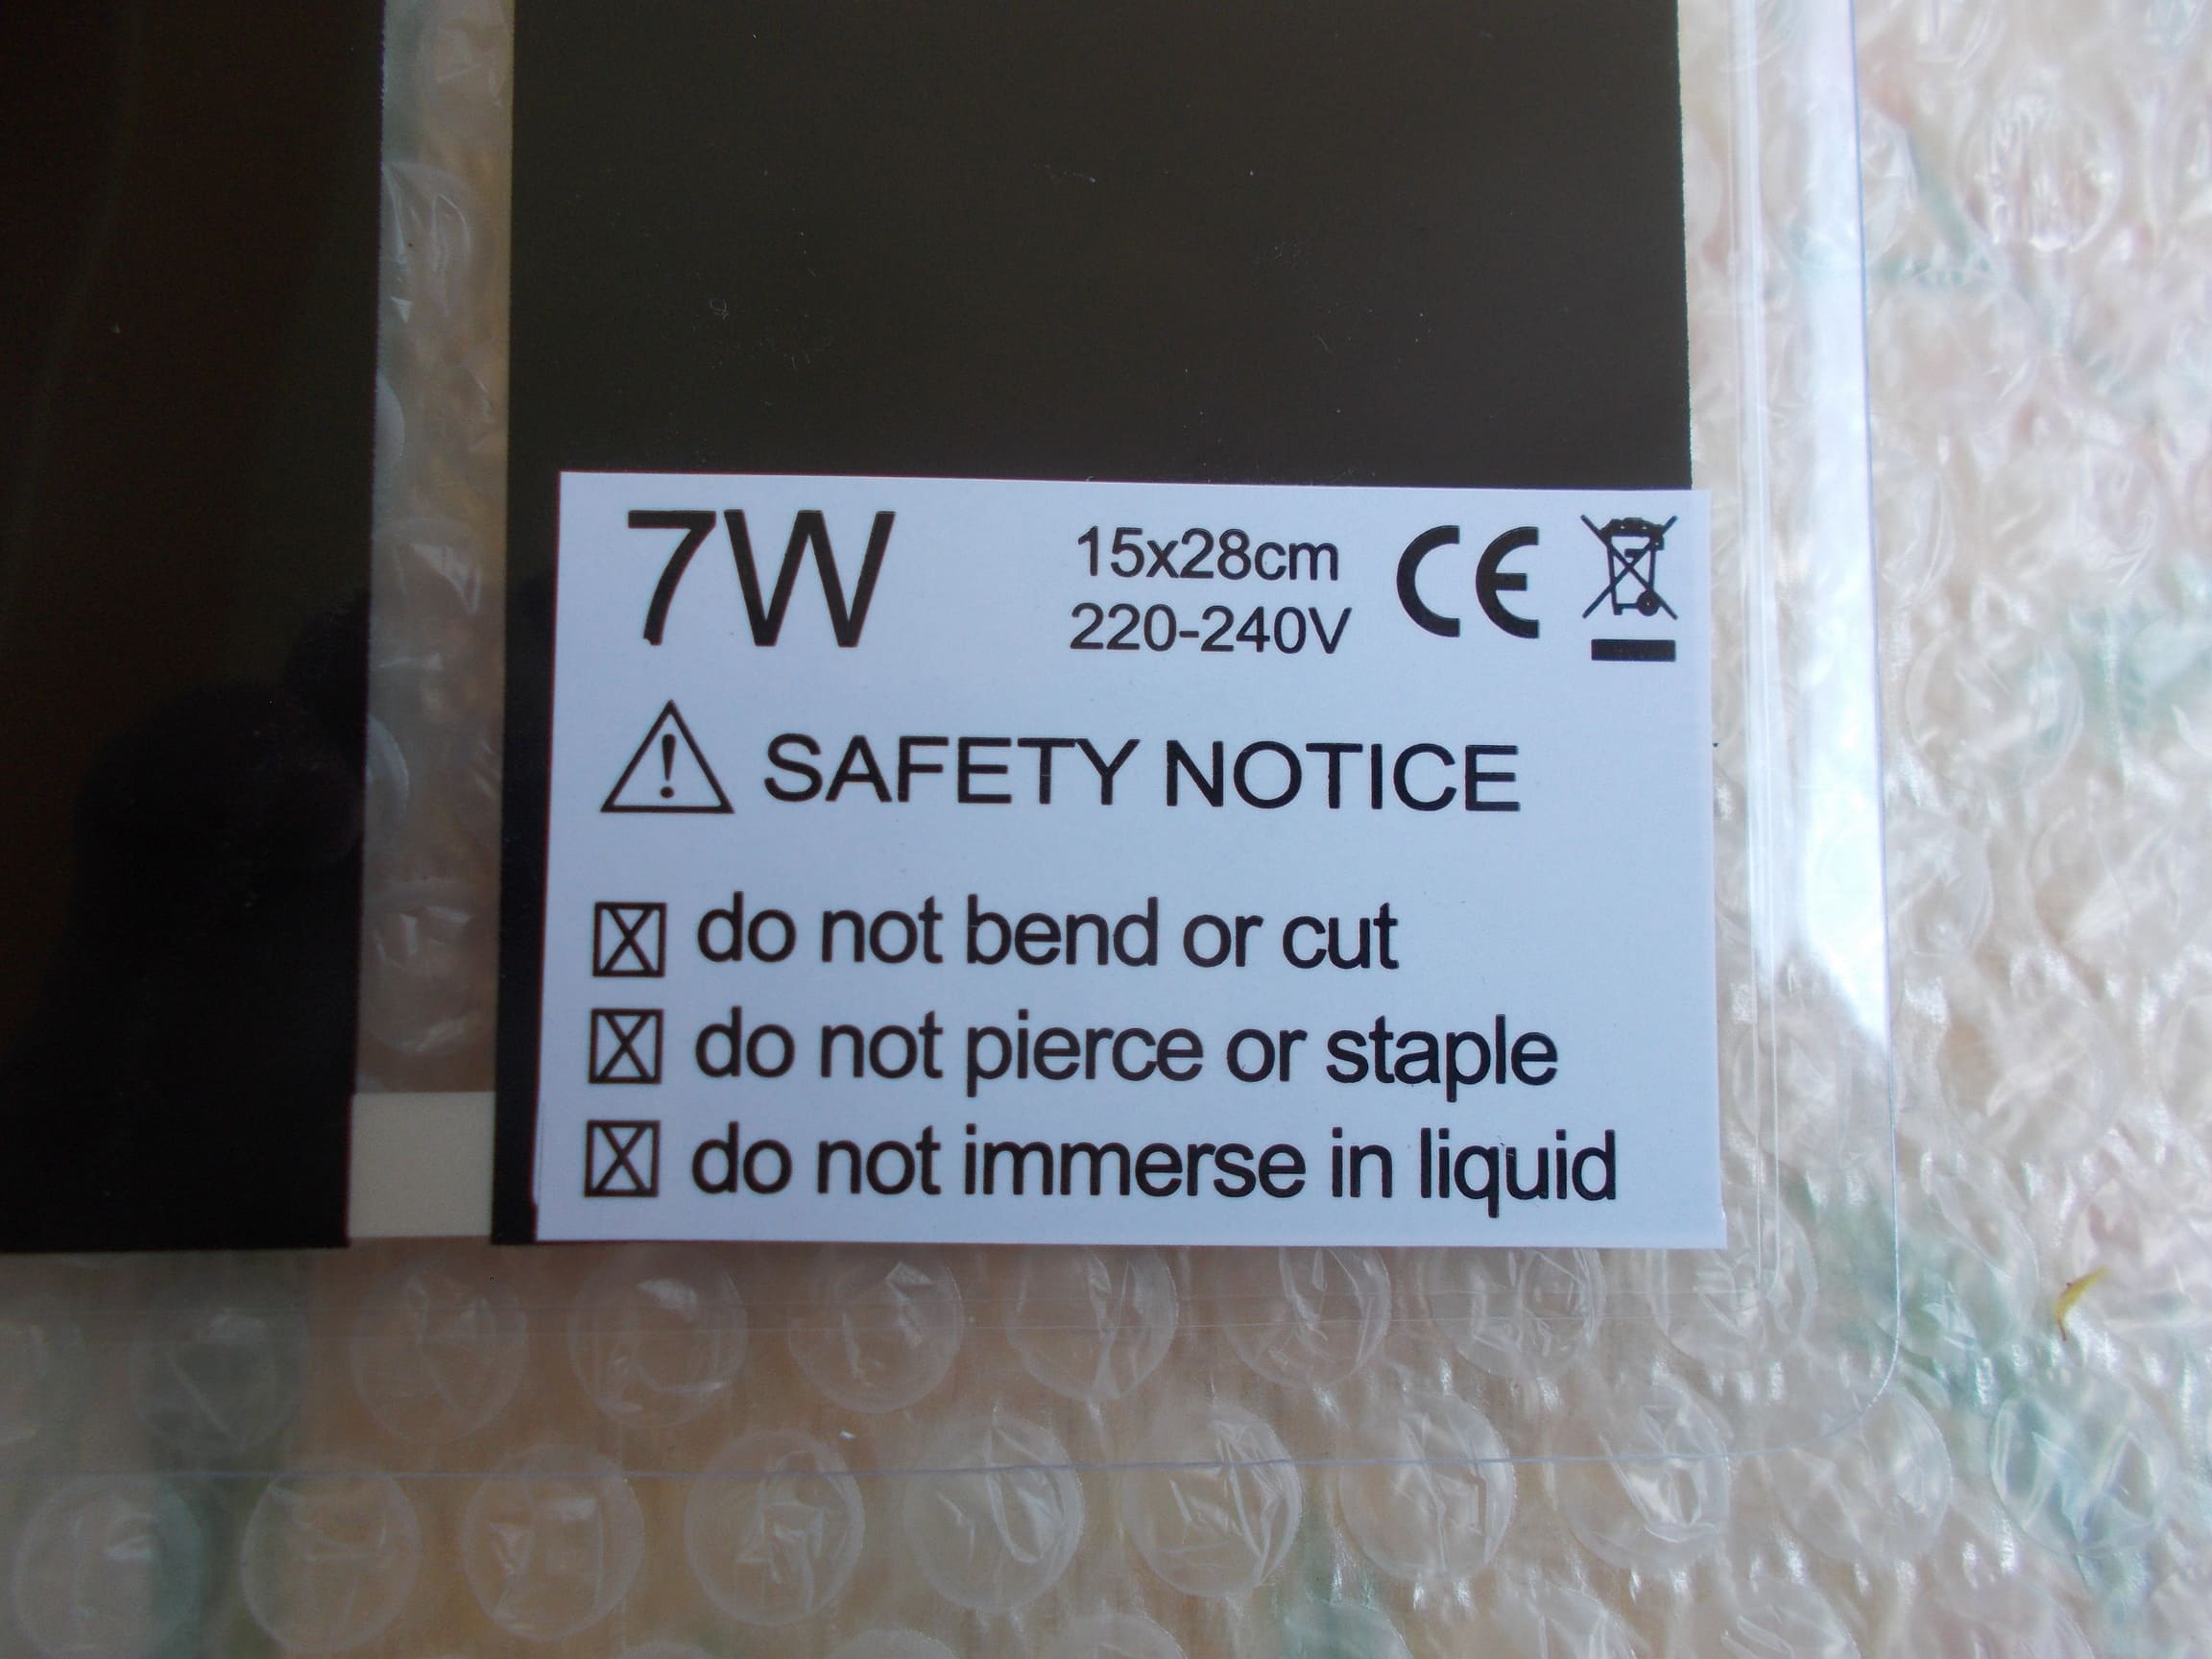 7W
15x28cm CE
220-240V
SAFETY NOTICE
do not bend or cut
do not pierce or staple
do not immerse in liquid